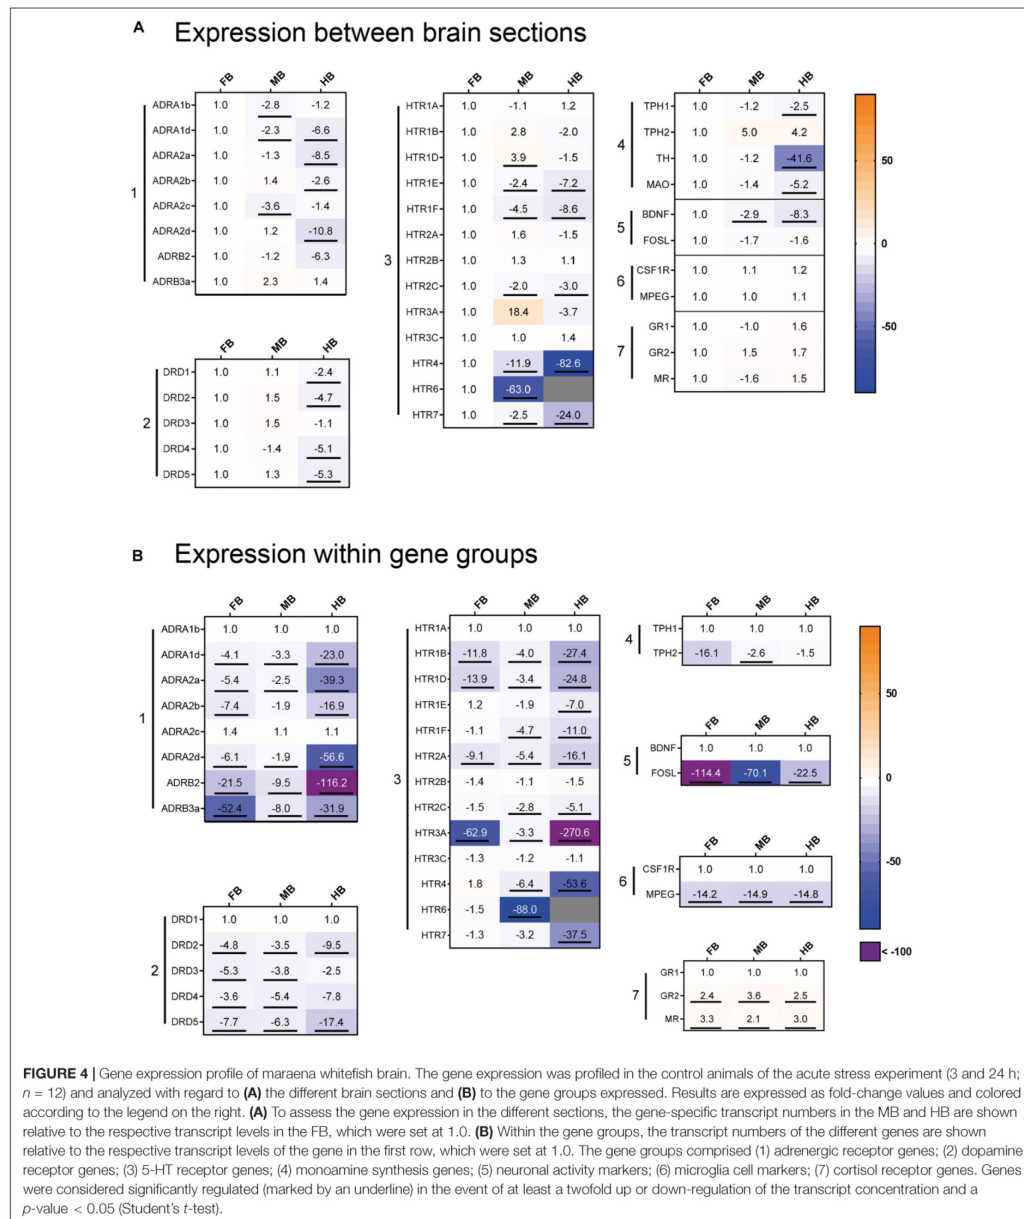 A Expression between brain sections
FB MB HB
1
ADRA1b 1.0 -2.8 -1.2
ADRA1d 1.0 -2.3 -6.6
ADRA2a 1.0 -1.3 -8.5
ADRA2b 1.0 1.4 -2.6
ADRA2c 1.0 -3.6 -1.4
ADRA2d 1.0 1.2 -10.8
ADRB2 1.0 -1.2 -6.3
ADRB3a 1.0 2.3 1.4
FB MB HB
2
DRD1 1.0 1.1 -2.4
DRD2 1.0 1.5 -4.7
DRD3 1.0 1.5 -1.1
DRD4 1.0 -1.4 -5.1
DRD5 1.0 1.3 -5.3
FB MB HB
3
HTR1A 1.0 -1.1 1.2
HTR1B 1.0 2.8 -2.0
HTR1D 1.0 3.9 -1.5
HTR1E 1.0 -2.4 -7.2
HTR1F 1.0 -4.5 -8.6
HTR2A 1.0 1.6 -1.5
HTR2B 1.0 1.3 1.1
HTR2C 1.0 -2.0 -3.0
HTR3A 1.0 18.4 -3.7
HTR3C 1.0 1.0 1.4
HTR4 1.0 -11.9 -82.6
HTR6 1.0 -63.0
HTR7 1.0 -2.5 -24.0
FB MB HB
4
TPH1 1.0 -1.2 -2.5
TPH2 1.0 5.0 4.2
TH 1.0 -1.2 -41.6
MAO 1.0 -1.4 -5.2
5
BDNF 1.0 -2.9 -8.3
FOSL 1.0 -1.7 -1.6
6
CSF1R 1.0 1.1 1.2
MPEG 1.0 1.0 1.1
7
GR1 1.0 -1.0 1.6
GR2 1.0 1.5 1.7
MR 1.0 -1.6 1.5
50
0
-50
B Expression within gene groups
FB MB HB
1
ADRA1b 1.0 1.0 1.0
ADRA1d -4.1 -3.3 -23.0
ADRA2a -5.4 -2.5 -39.3
ADRA2b -7.4 -1.9 -16.9
ADRA2c 1.4 1.1 1.1
ADRA2d -6.1 -1.9 -56.6
ADRB2 -21.5 -9.5 -116.2
ADRB3a -52.4 -8.0 -31.9
FB MB HB
2
DRD1 1.0 1.0 1.0
DRD2 -4.8 -3.5 -9.5
DRD3 -5.3 -3.8 -2.5
DRD4 -3.6 -5.4 -7.8
DRD5 -7.7 -6.3 -17.4
FB MB HB
3
HTR1A 1.0 1.0 1.0
HTR1B -11.8 -4.0 -27.4
HTR1D -13.9 -3.4 -24.8
HTR1E 1.2 -1.9 -7.0
HTR1F -1.1 -4.7 -11.0
HTR2A -9.1 -5.4 -16.1
HTR2B -1.4 -1.1 -1.5
HTR2C -1.5 -2.8 -5.1
HTR3A -62.9 -3.3 -270.6
HTR3C -1.3 -1.2 -1.1
HTR4 1.8 -6.4 -53.6
HTR6 -1.5 -88.0
HTR7 -1.3 -3.2 -37.5
FB MB HB
4
TPH1 1.0 1.0 1.0
TPH2 -16.1 -2.6 -1.5
FB MB HB
5
BDNF 1.0 1.0 1.0
FOSL -114.4 -70.1 -22.5
FB MB HB
6
CSF1R 1.0 1.0 1.0
MPEG -14.2 -14.9 -14.8
FB MB HB
7
GR1 1.0 1.0 1.0
GR2 2.4 3.6 2.5
MR 3.3 2.1 3.0
50
0
-50
< -100
FIGURE 4 | Gene expression profile of maraena whitefish brain. The gene expression was profiled in the control animals of the acute stress experiment (3 and 24 h;
n = 12) and analyzed with regard to (A) the different brain sections and (B) to the gene groups expressed. Results are expressed as fold-change values and colored
according to the legend on the right. (A) To assess the gene expression in the different sections, the gene-specific transcript numbers in the MB and HB are shown
relative to the respective transcript levels in the FB, which were set at 1.0. (B) Within the gene groups, the transcript numbers of the different genes are shown
relative to the respective transcript levels of the gene in the first row, which were set at 1.0. The gene groups comprised (1) adrenergic receptor genes; (2) dopamine
receptor genes; (3) 5-HT receptor genes; (4) monoamine synthesis genes; (5) neuronal activity markers; (6) microglia cell markers; (7) cortisol receptor genes. Genes
were considered significantly regulated (marked by an underline) in the event of at least a twofold up or down-regulation of the transcript concentration and a
p-value < 0.05 (Student's t-test).